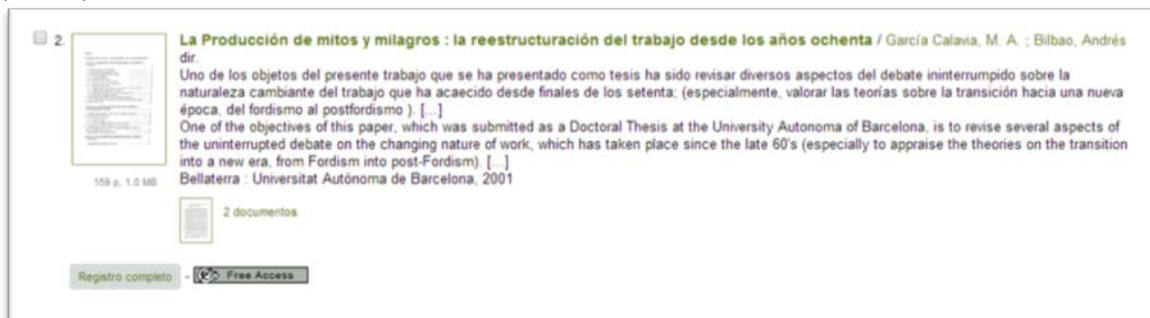 2. La Producción de mitos y milagros : la reestructuración del trabajo desde los años ochenta / García Calavia, M. A. ; Bilbao, Andrés
dir.
Uno de los objetos del presente trabajo que se ha presentado como tesis ha sido revisar diversos aspectos del debate ininterrumpido sobre la
naturaleza cambiante del trabajo que ha acaecido desde finales de los setenta; (especialmente, valorar las teorías sobre la transición hacia una nueva
época, del fordismo al postfordismo ). [...]
One of the objectives of this paper, which was submitted as a Doctoral Thesis at the University Autonoma of Barcelona, is to revise several aspects of
the uninterrupted debate on the changing nature of work, which has taken place since the late 60's (especially to appraise the theories on the transition
into a new era, from Fordism into post-Fordism). [...]
159 p, 1.0 MB
Bellaterra : Universitat Autònoma de Barcelona, 2001
2 documentos
Registro completo - Free Access